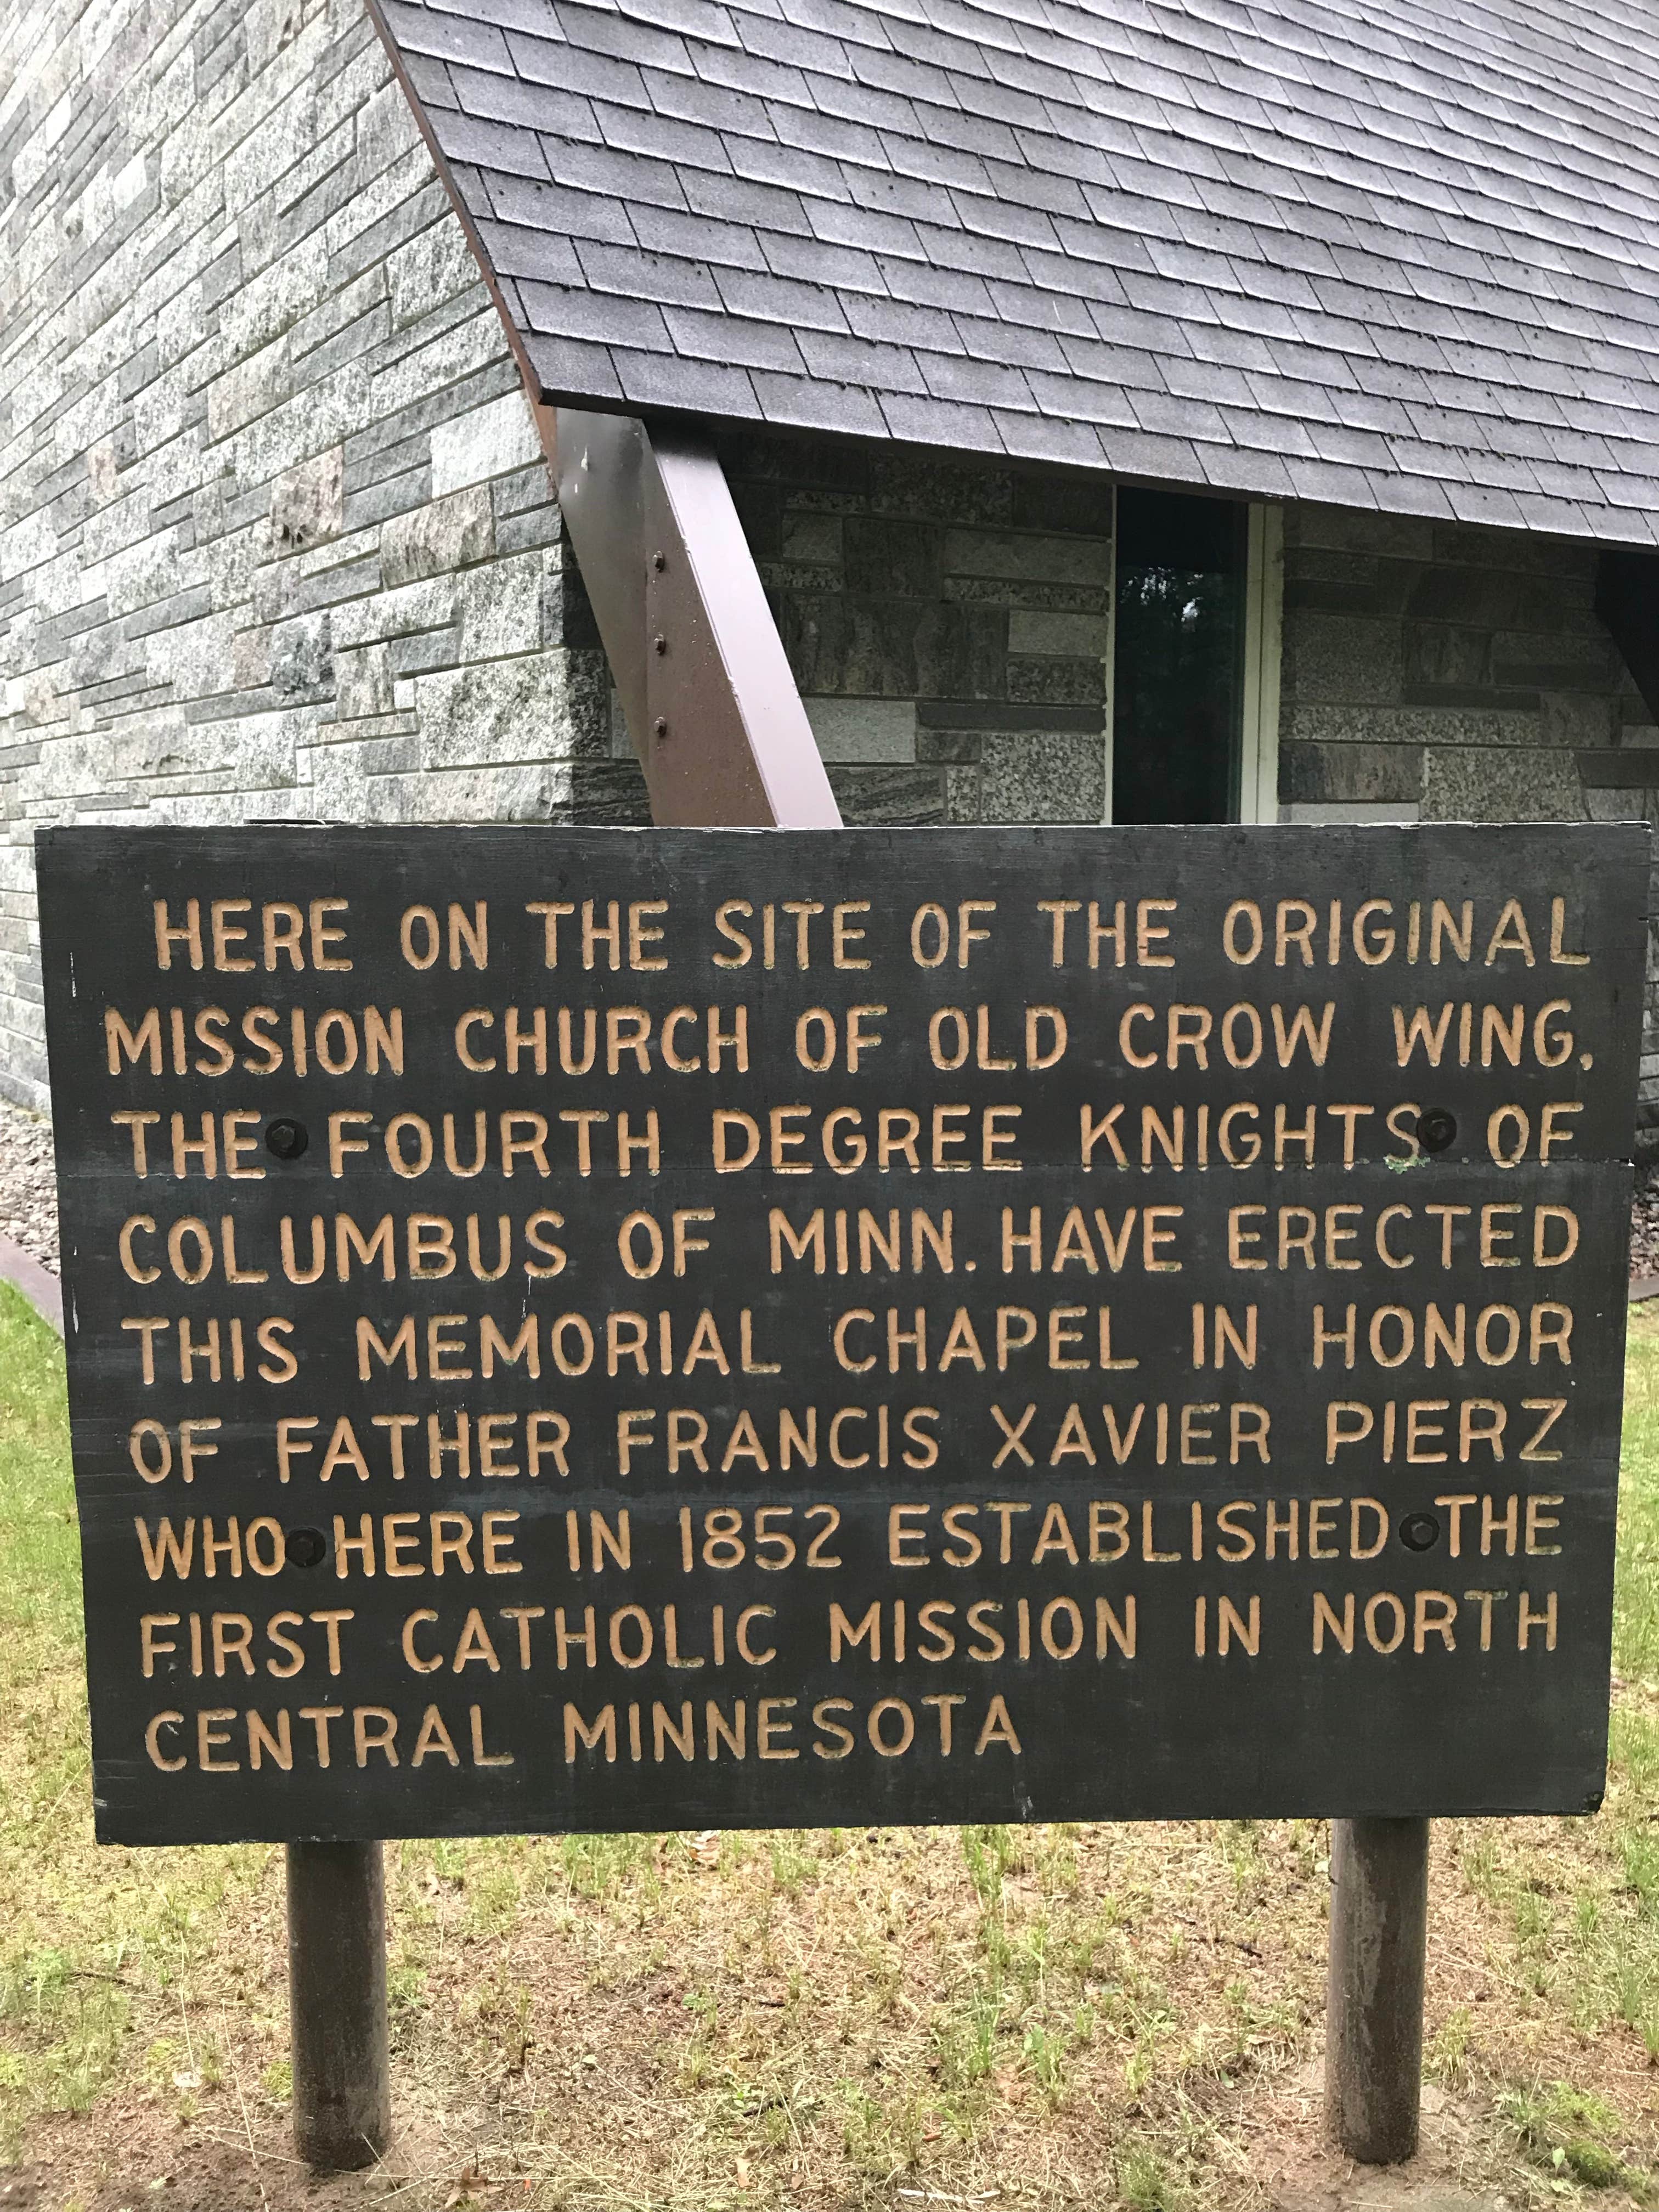 HERE ON THE SITE OF THE ORIGINAL
MISSION CHURCH OF OLD CROW WING,
THE FOURTH DEGREE KNIGHTS OF
COLUMBUS OF MINN. HAVE ERECTED
THIS MEMORIAL CHAPEL IN HONOR
OF FATHER FRANCIS XAVIER PIERZ
WHO HERE IN 1852 ESTABLISHED THE
FIRST CATHOLIC MISSION IN NORTH
CENTRAL MINNESOTA